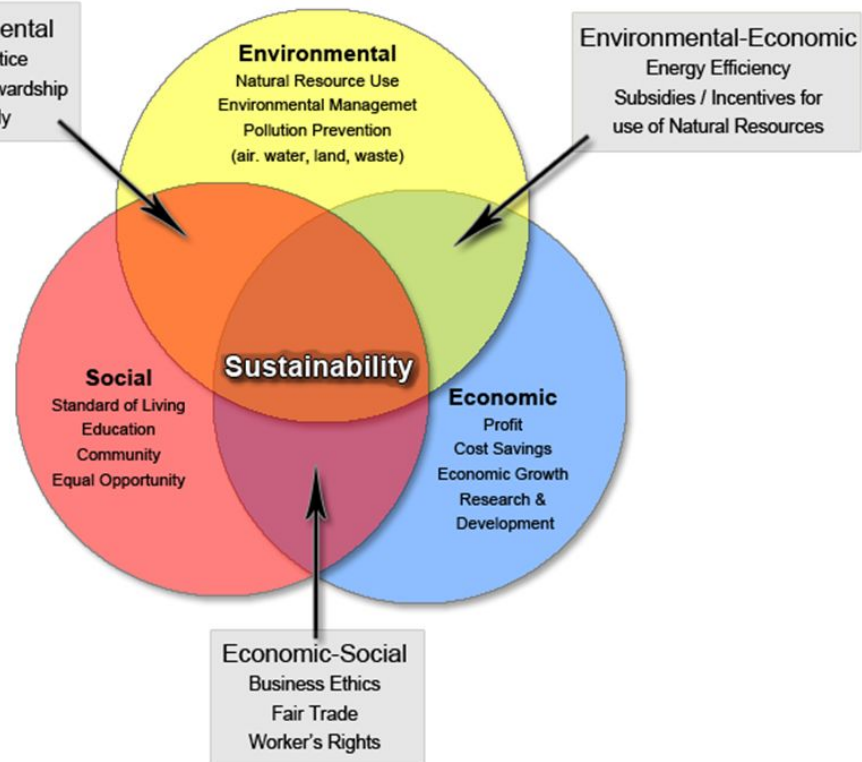 Environmental
Natural Resource Use
Environmental Managemet
Pollution Prevention
(air. water, land, waste)
Environmental-Economic
Energy Efficiency
Subsidies / Incentives for
use of Natural Resources
Sustainability
Social
Standard of Living
Education
Community
Equal Opportunity
Economic
Profit
Cost Savings
Economic Growth
Research &
Development
Economic-Social
Business Ethics
Fair Trade
Worker's Rights